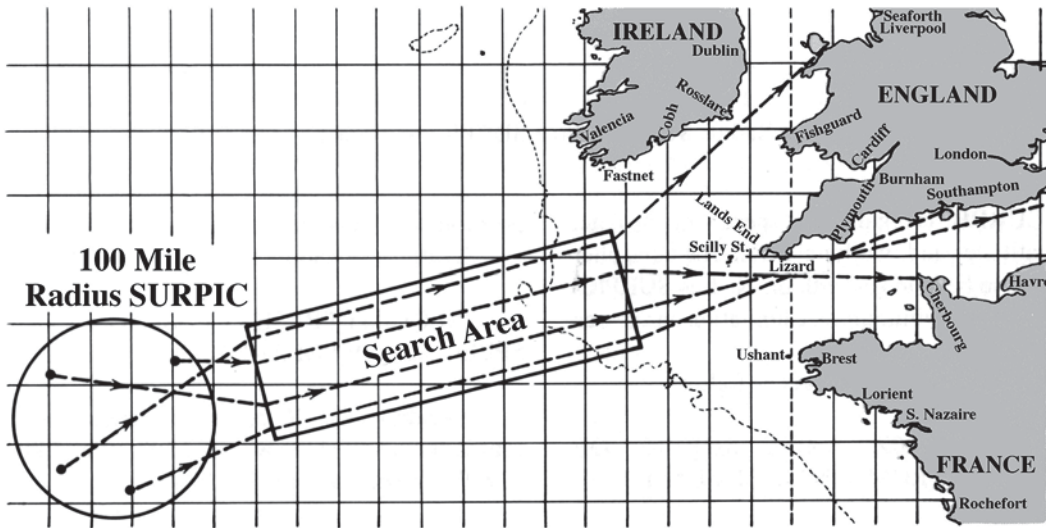 Seaforth
Liverpool
IRELAND
Dublin
Rosslare
Valencia
Cobh
Fastnet
ENGLAND
Fishguard
Cardiff
London
Burnham
Southampton
Plymouth
Lands End
Scilly St.
Lizard
100 Mile
Radius SURPIC
Search Area
Havre
Cherbourg
Ushant
Brest
Lorient
S. Nazaire
FRANCE
Rochefort